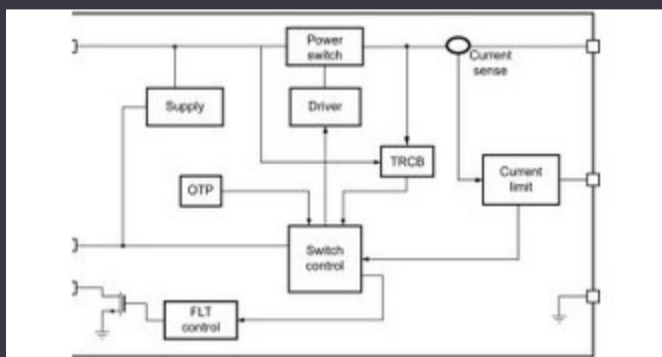 Power
switch
Current
sense
Supply
Driver
TRCB
Current
limit
OTP
Switch
control
FLT
control